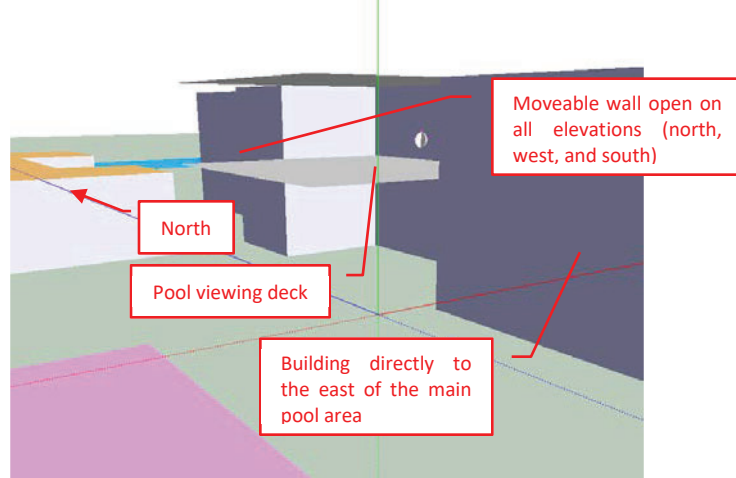 Moveable wall open on
all elevations (north,
west, and south)
North
Pool viewing deck
Building directly to
the east of the main
pool area